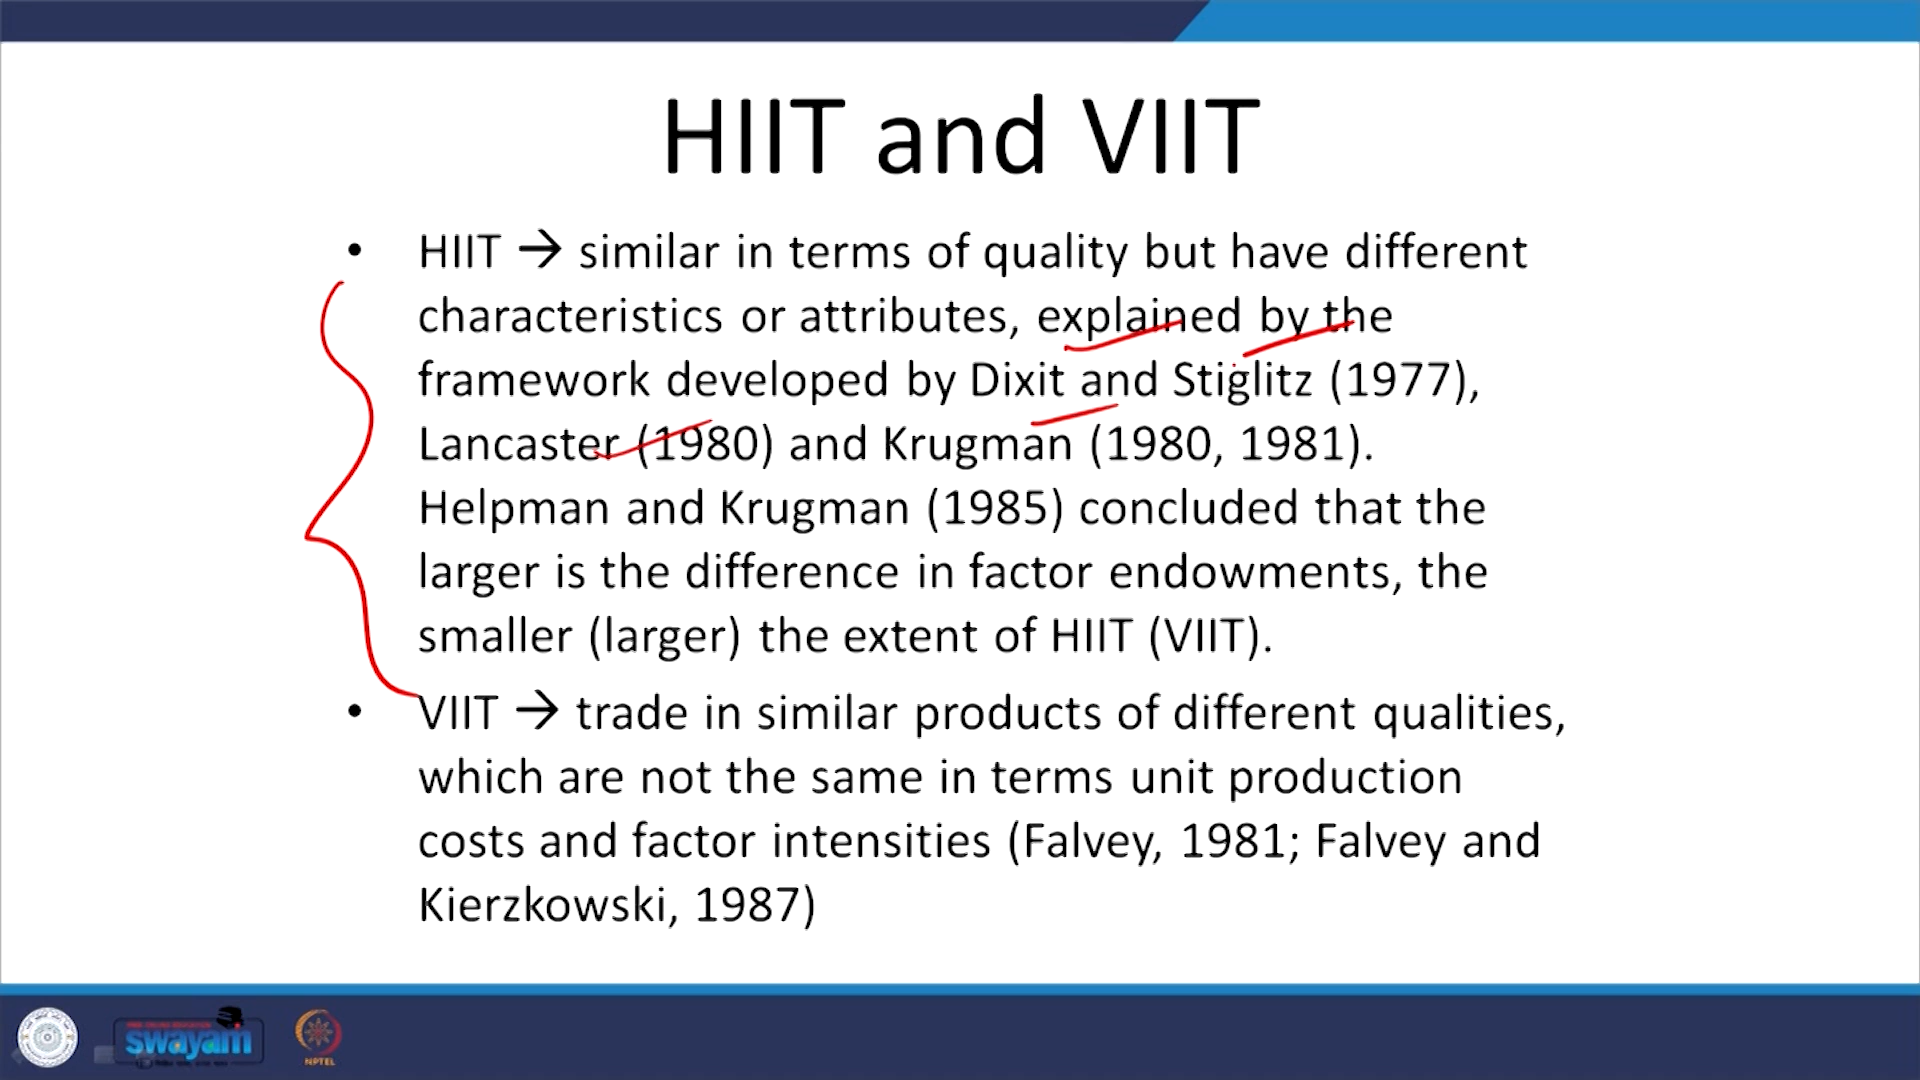 HIIT and VIIT
• HIIT → similar in terms of quality but have different
characteristics or attributes, explained by the
framework developed by Dixit and Stiglitz (1977),
Lancaster (1980) and Krugman (1980, 1981).
Helpman and Krugman (1985) concluded that the
larger is the difference in factor endowments, the
smaller (larger) the extent of HIIT (VIIT).
• VIIT → trade in similar products of different qualities,
which are not the same in terms unit production
costs and factor intensities (Falvey, 1981; Falvey and
Kierzkowski, 1987)
swayam
NPTEL